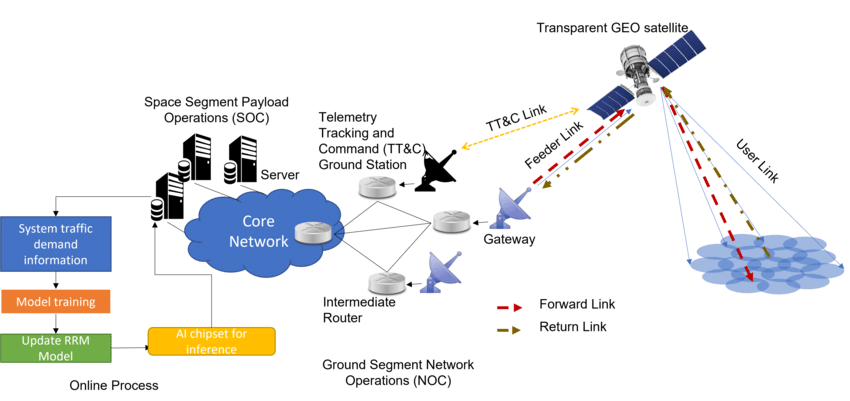 Transparent GEO satellite
Space Segment Payload
Operations (SOC)
Telemetry
Tracking and
Command (TT&C)
Ground Station
TT&C Link
Feeder Link
User Link
Server
Core
Network
Gateway
System traffic
demand
information
Model training
Update RRM
Model
AI chipset for
inference
Intermediate
Router
Forward Link
Return Link
Online Process
Ground Segment Network
Operations (NOC)